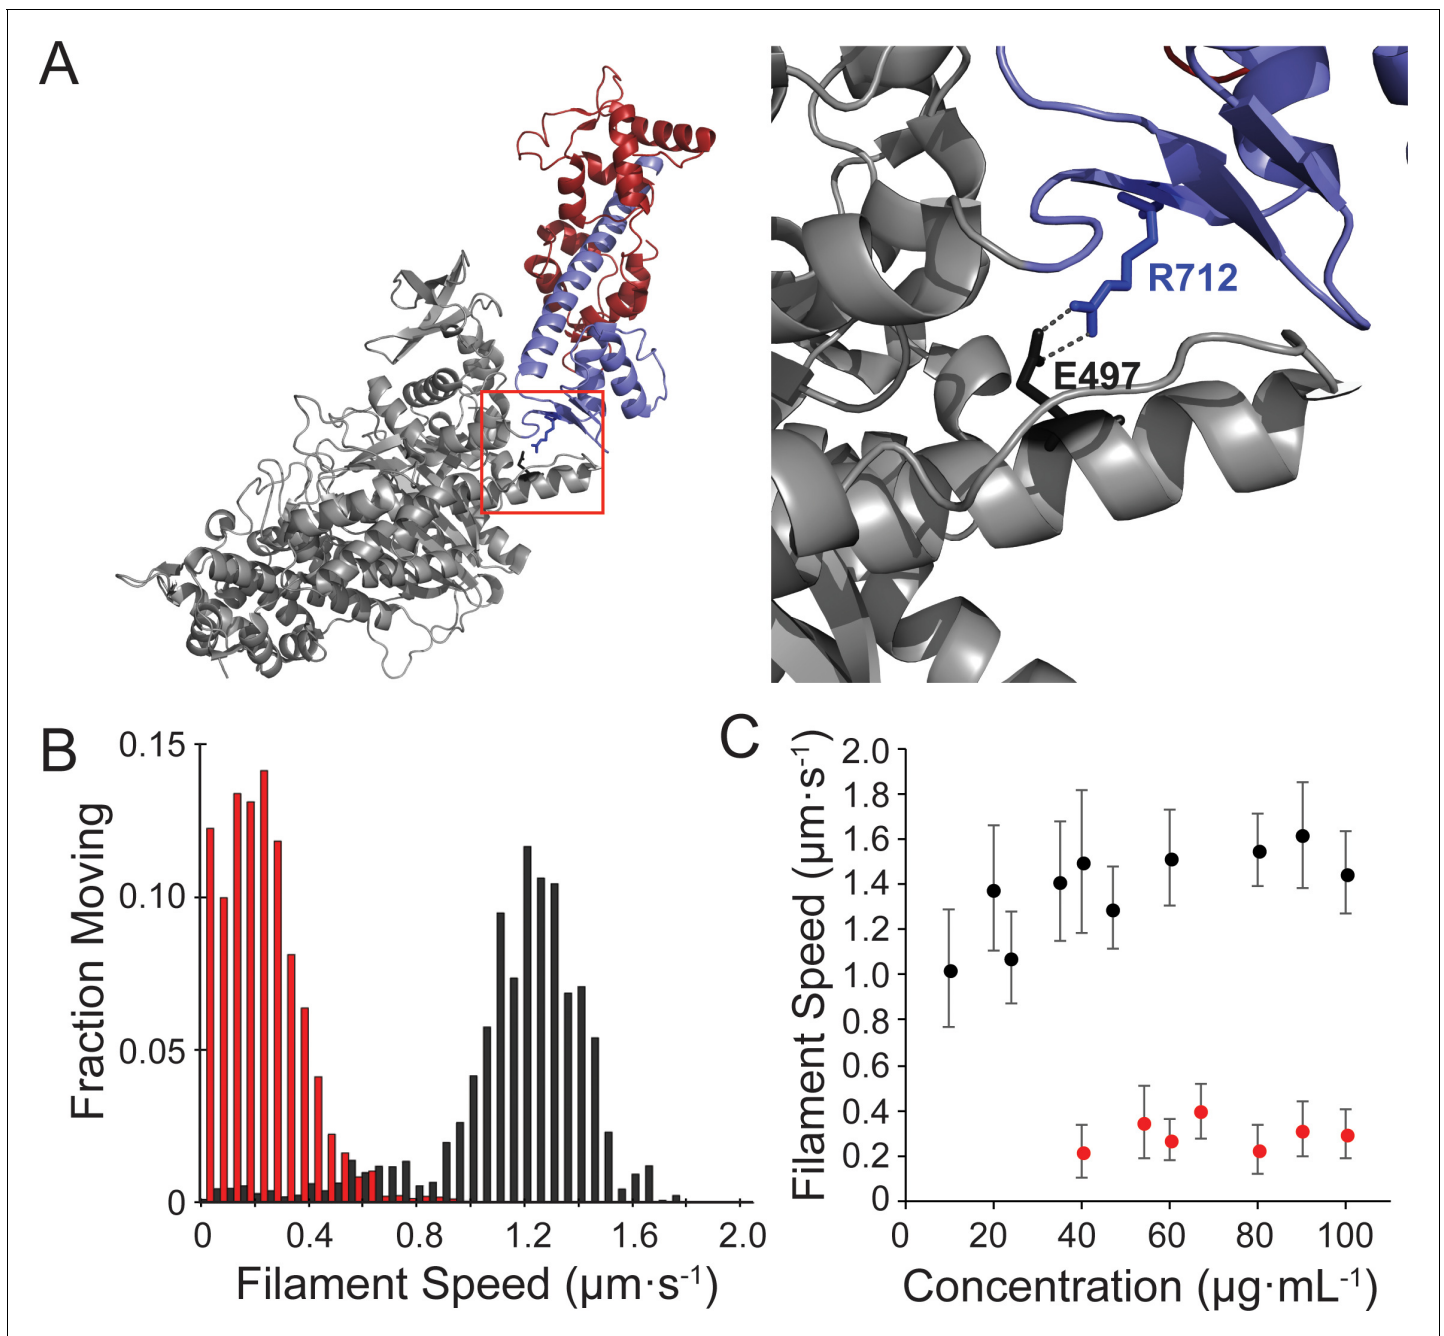 A
R712
E497
B
Fraction Moving
0.15
0.10
0.05
0
0 0.4 0.8 1.2 1.6 2.0
Filament Speed (µm·s-1)
C
Filament Speed (µm·s-1)
2.0
1.8
1.6
1.4
1.2
1.0
0.8
0.6
0.4
0.2
0
0 20 40 60 80 100
Concentration (µg·mL-1)